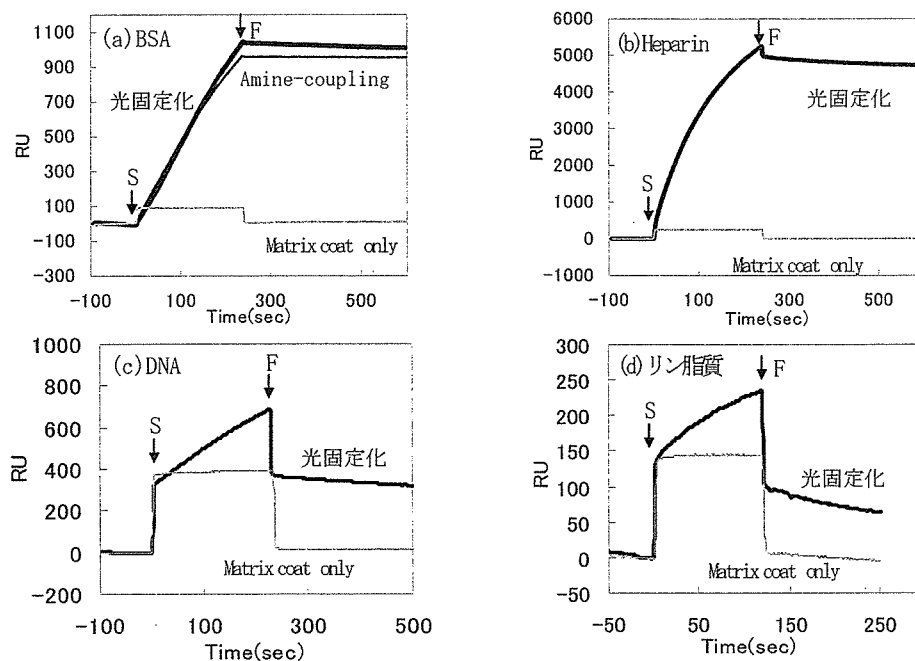 (a) BSA
F
Amine-coupling
光固定化
S
Matrix coat only
RU
1100
900
700
500
300
100
-100
-300
-100
100
300
500
Time(sec)
(b) Heparin
F
光固定化
S
Matrix coat only
RU
6000
5000
4000
3000
2000
1000
0
-1000
-100
100
300
500
Time(sec)
(c) DNA
F
S
光固定化
Matrix coat only
RU
1000
800
600
400
200
0
-200
-100
100
300
500
Time(sec)
(d) リン脂質
F
S
光固定化
Matrix coat only
RU
300
250
200
150
100
50
0
-50
-50
50
150
250
Time(sec)